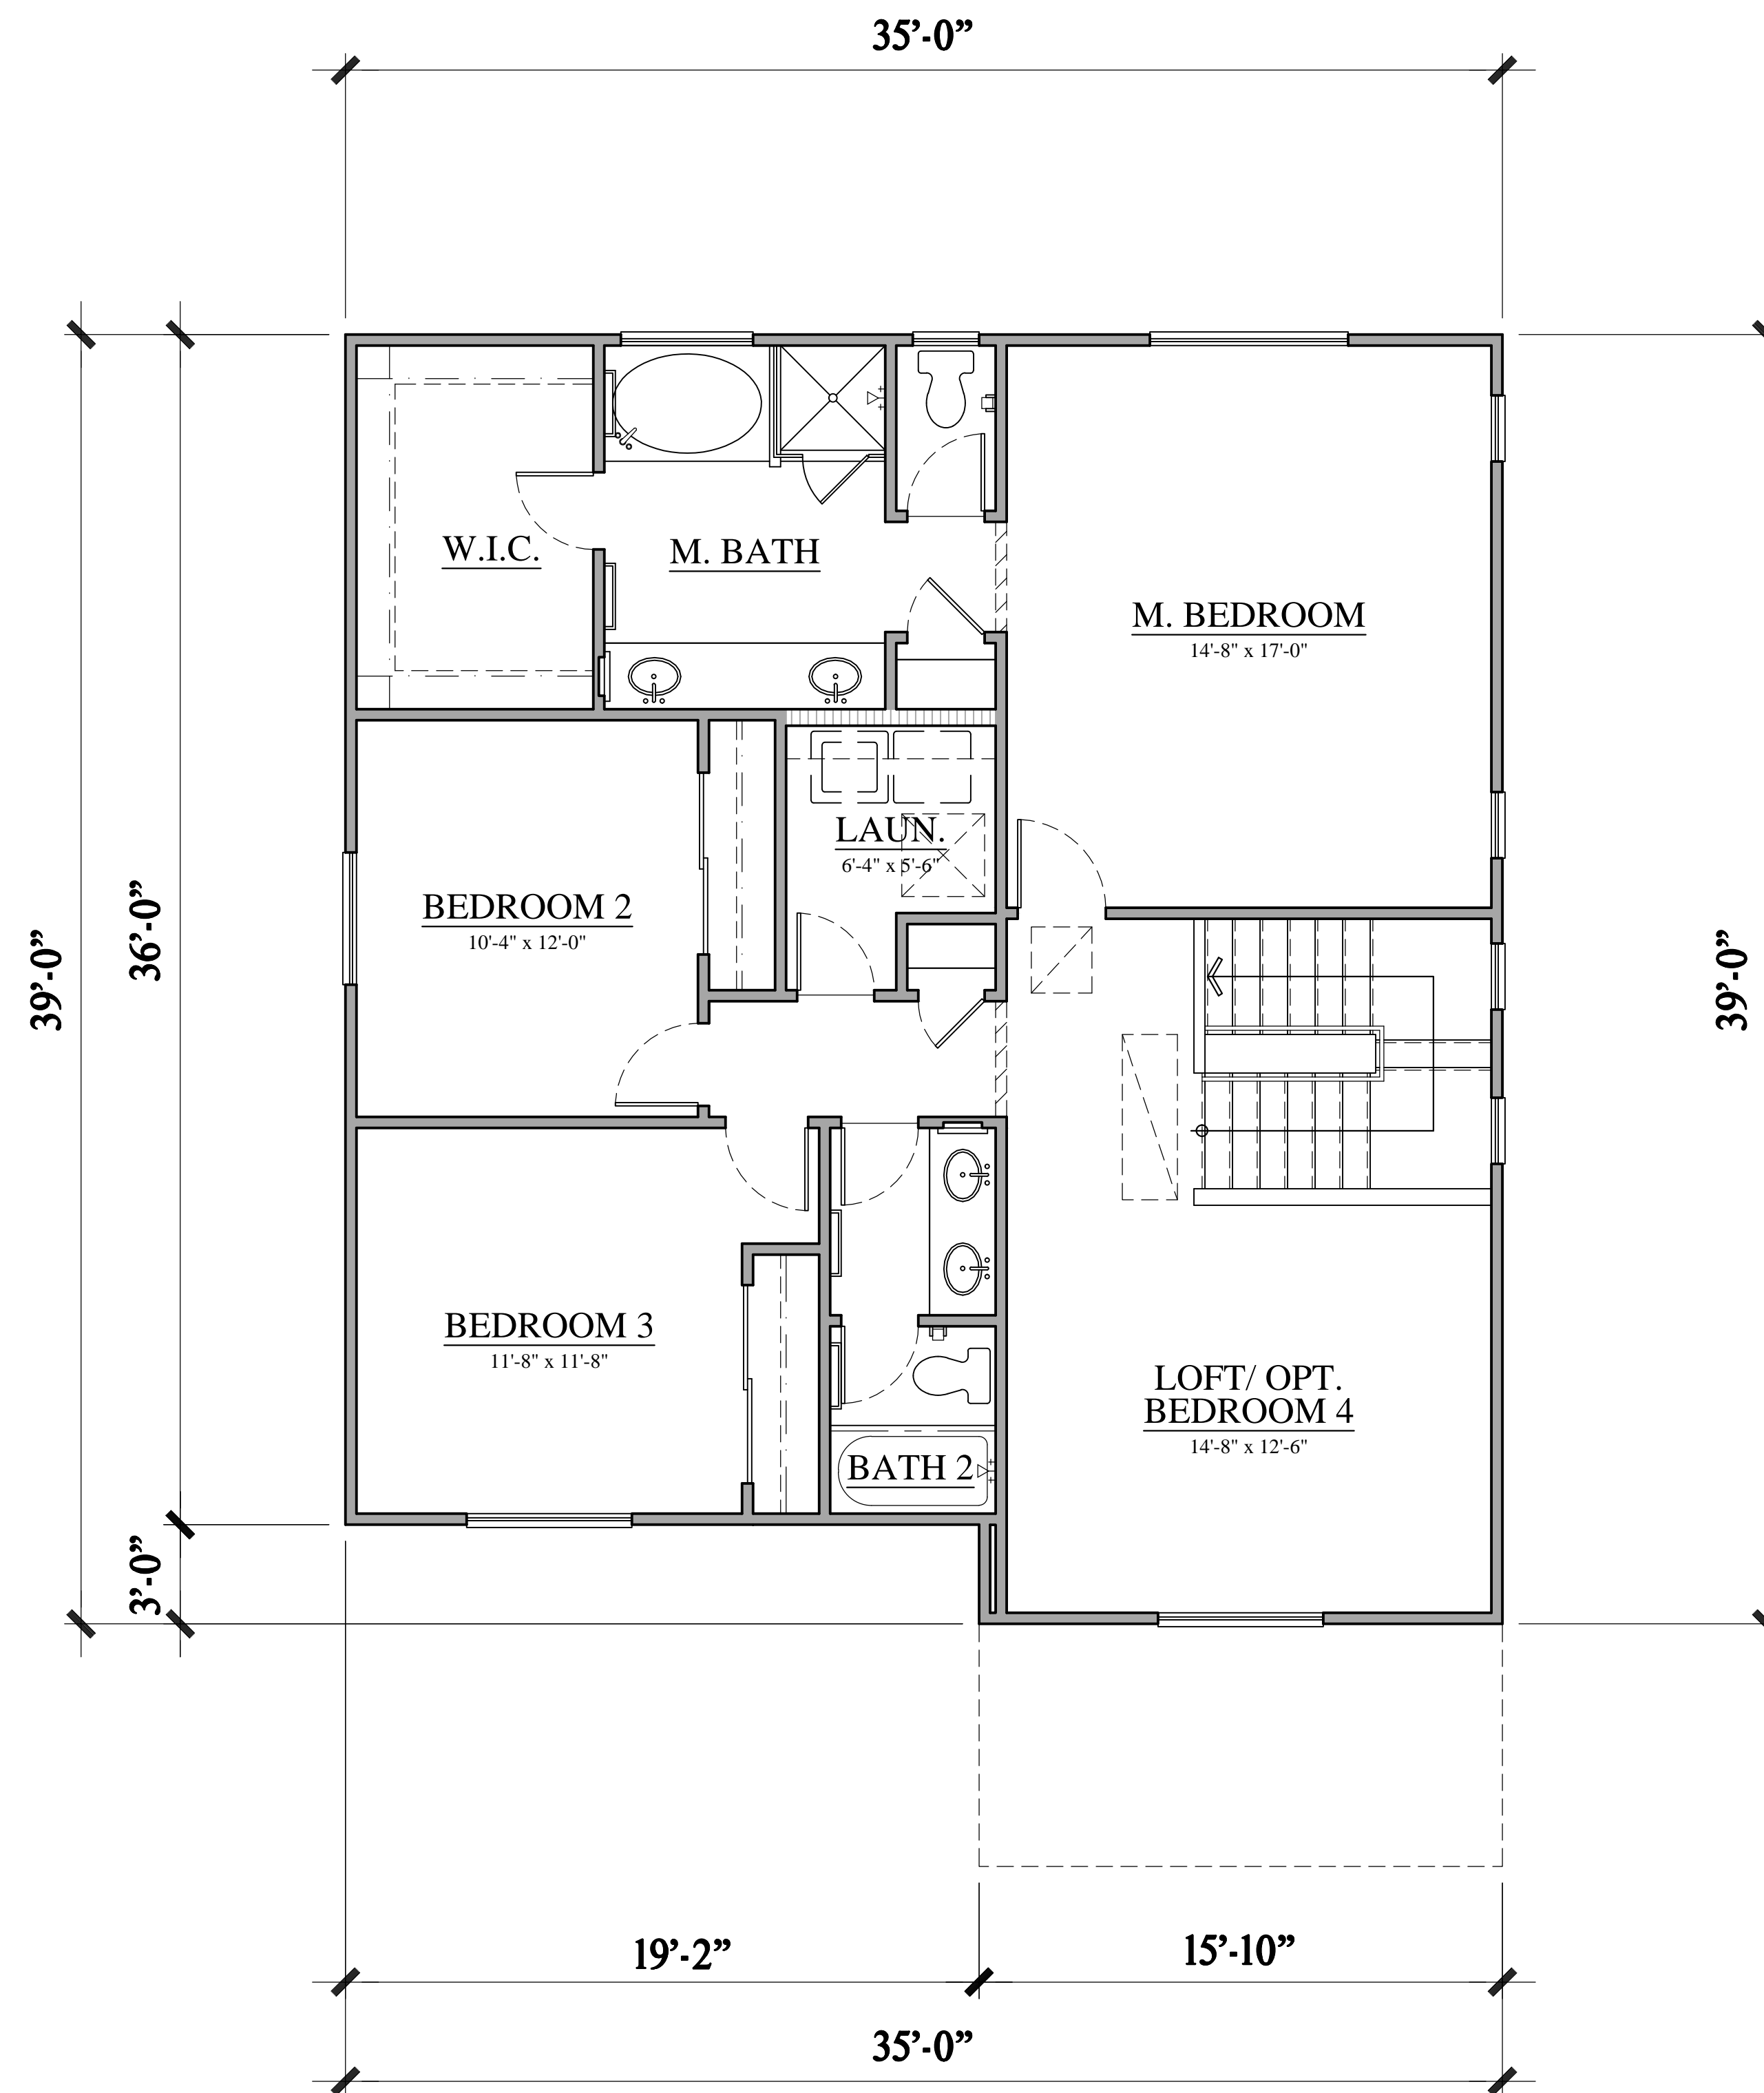 35’-0”
W.I.C.
M. BATH
M. BEDROOM
14'-8" x 17'-0"
LAUN.
6'-4" x 5'-6"
BEDROOM 2
10'-4" x 12'-0"
39’-0”
36’-0”
39’-0”
BEDROOM 3
11'-8" x 11'-8"
LOFT/ OPT.
BEDROOM 4
14'-8" x 12'-6"
BATH 2
3’-0”
19’-2”
15’-10”
35’-0”